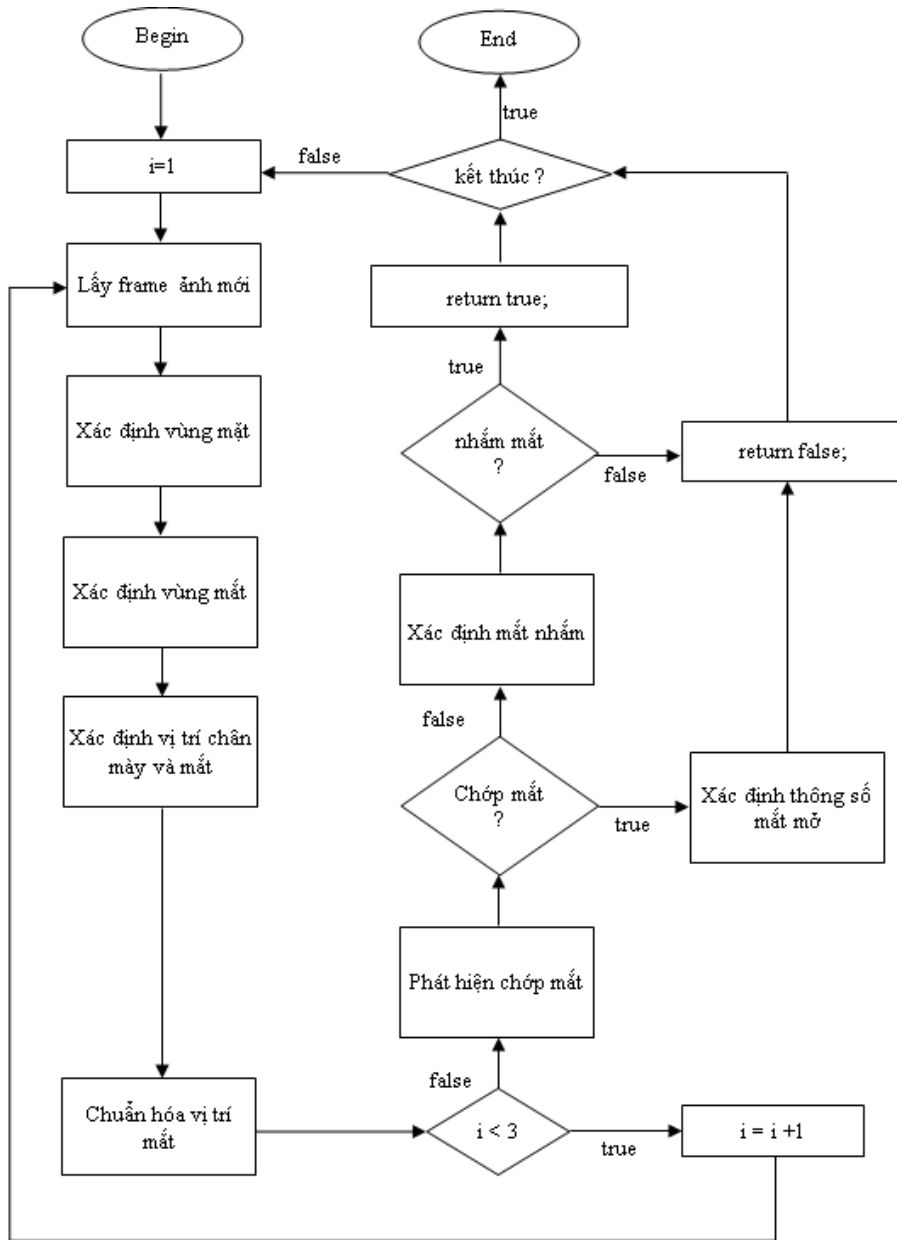 Begin
End
true
i=1
false
kết thúc ?
Lấy frame ảnh mới
return true;
true
Xác định vùng mặt
nhắm mắt
?
false
return false;
Xác định vùng mắt
Xác định mắt nhắm
false
Xác định vị trí chân
mày và mắt
Chớp mắt
?
true
Xác định thông số
mắt mở
Phát hiện chớp mắt
false
Chuẩn hóa vị trí
mắt
i < 3
true
i = i +1